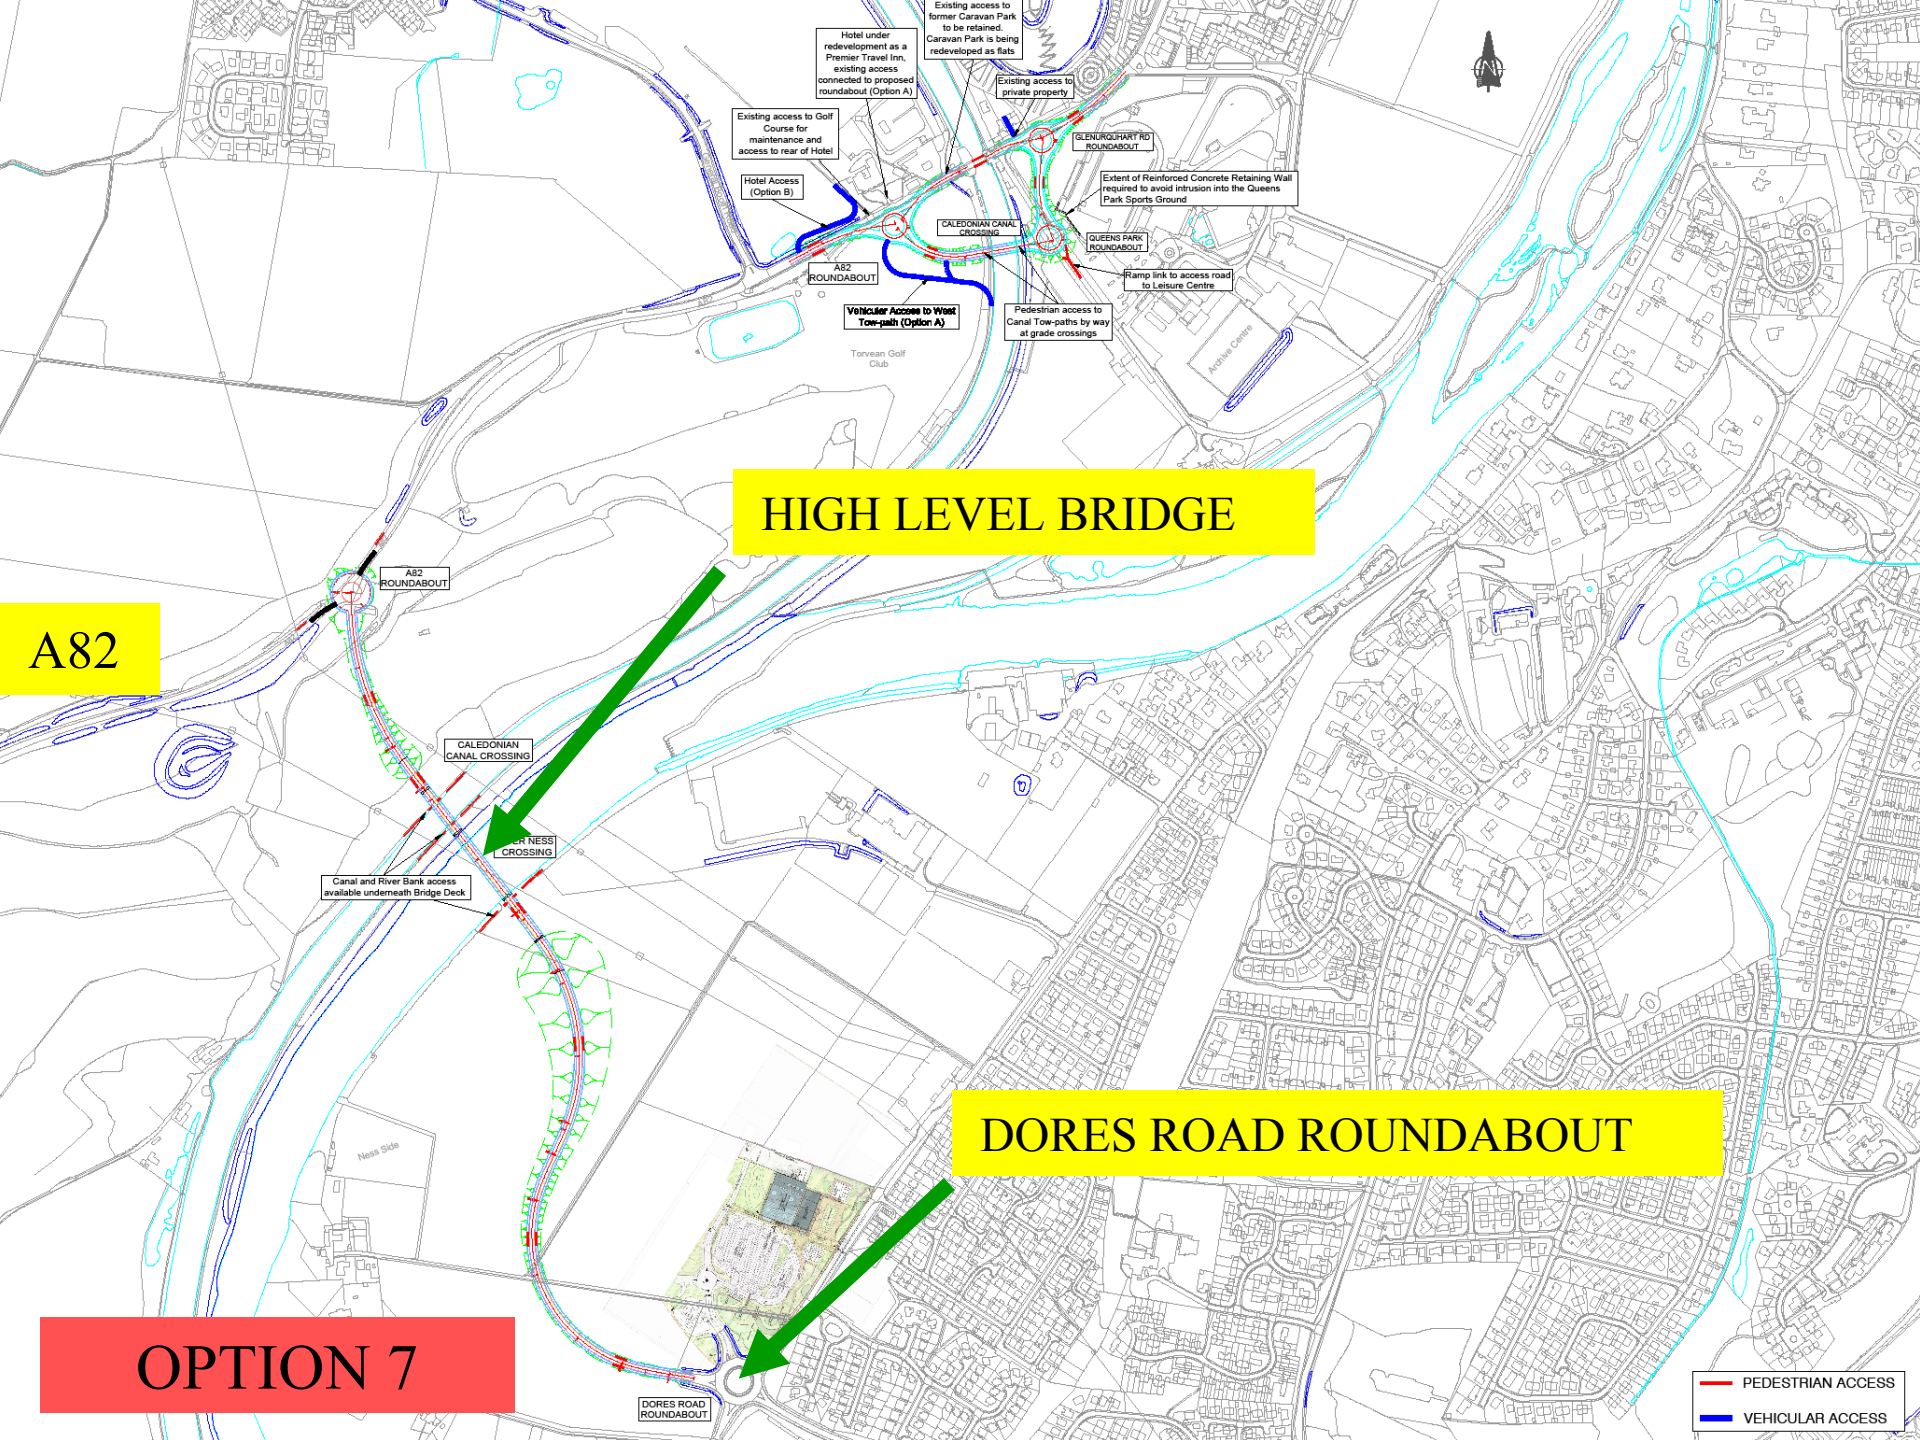 Existing access to
former Caravan Park
to be retained.
Caravan Park is being
redeveloped as flats
Hotel under
redevelopment as a
Premier Travel Inn,
existing access
connected to proposed
roundabout (Option A)
Existing access to
private property
Existing access to Golf
Course for
maintenance and
access to rear of Hotel
GLENURQUHART RD
ROUNDABOUT
Hotel Access
(Option B)
Extent of Reinforced Concrete Retaining Wall
required to avoid intrusion into the Queens
Park Sports Ground
CALEDONIAN CANAL
CROSSING
QUEENS PARK
ROUNDABOUT
A82
ROUNDABOUT
Ramp link to access road
to Leisure Centre
Vehicular Access to West
Tow-path (Option A)
Pedestrian access to
Canal Tow-paths by way
at grade crossings
Archive Centre
Torvean Golf
Club
HIGH LEVEL BRIDGE
A82
ROUNDABOUT
A82
CALEDONIAN
CANAL CROSSING
NESS
CROSSING
Canal and River Bank access
available underneath Bridge Deck
DORES ROAD ROUNDABOUT
Ness Side
OPTION 7
DORES ROAD
ROUNDABOUT
PEDESTRIAN ACCESS
VEHICULAR ACCESS